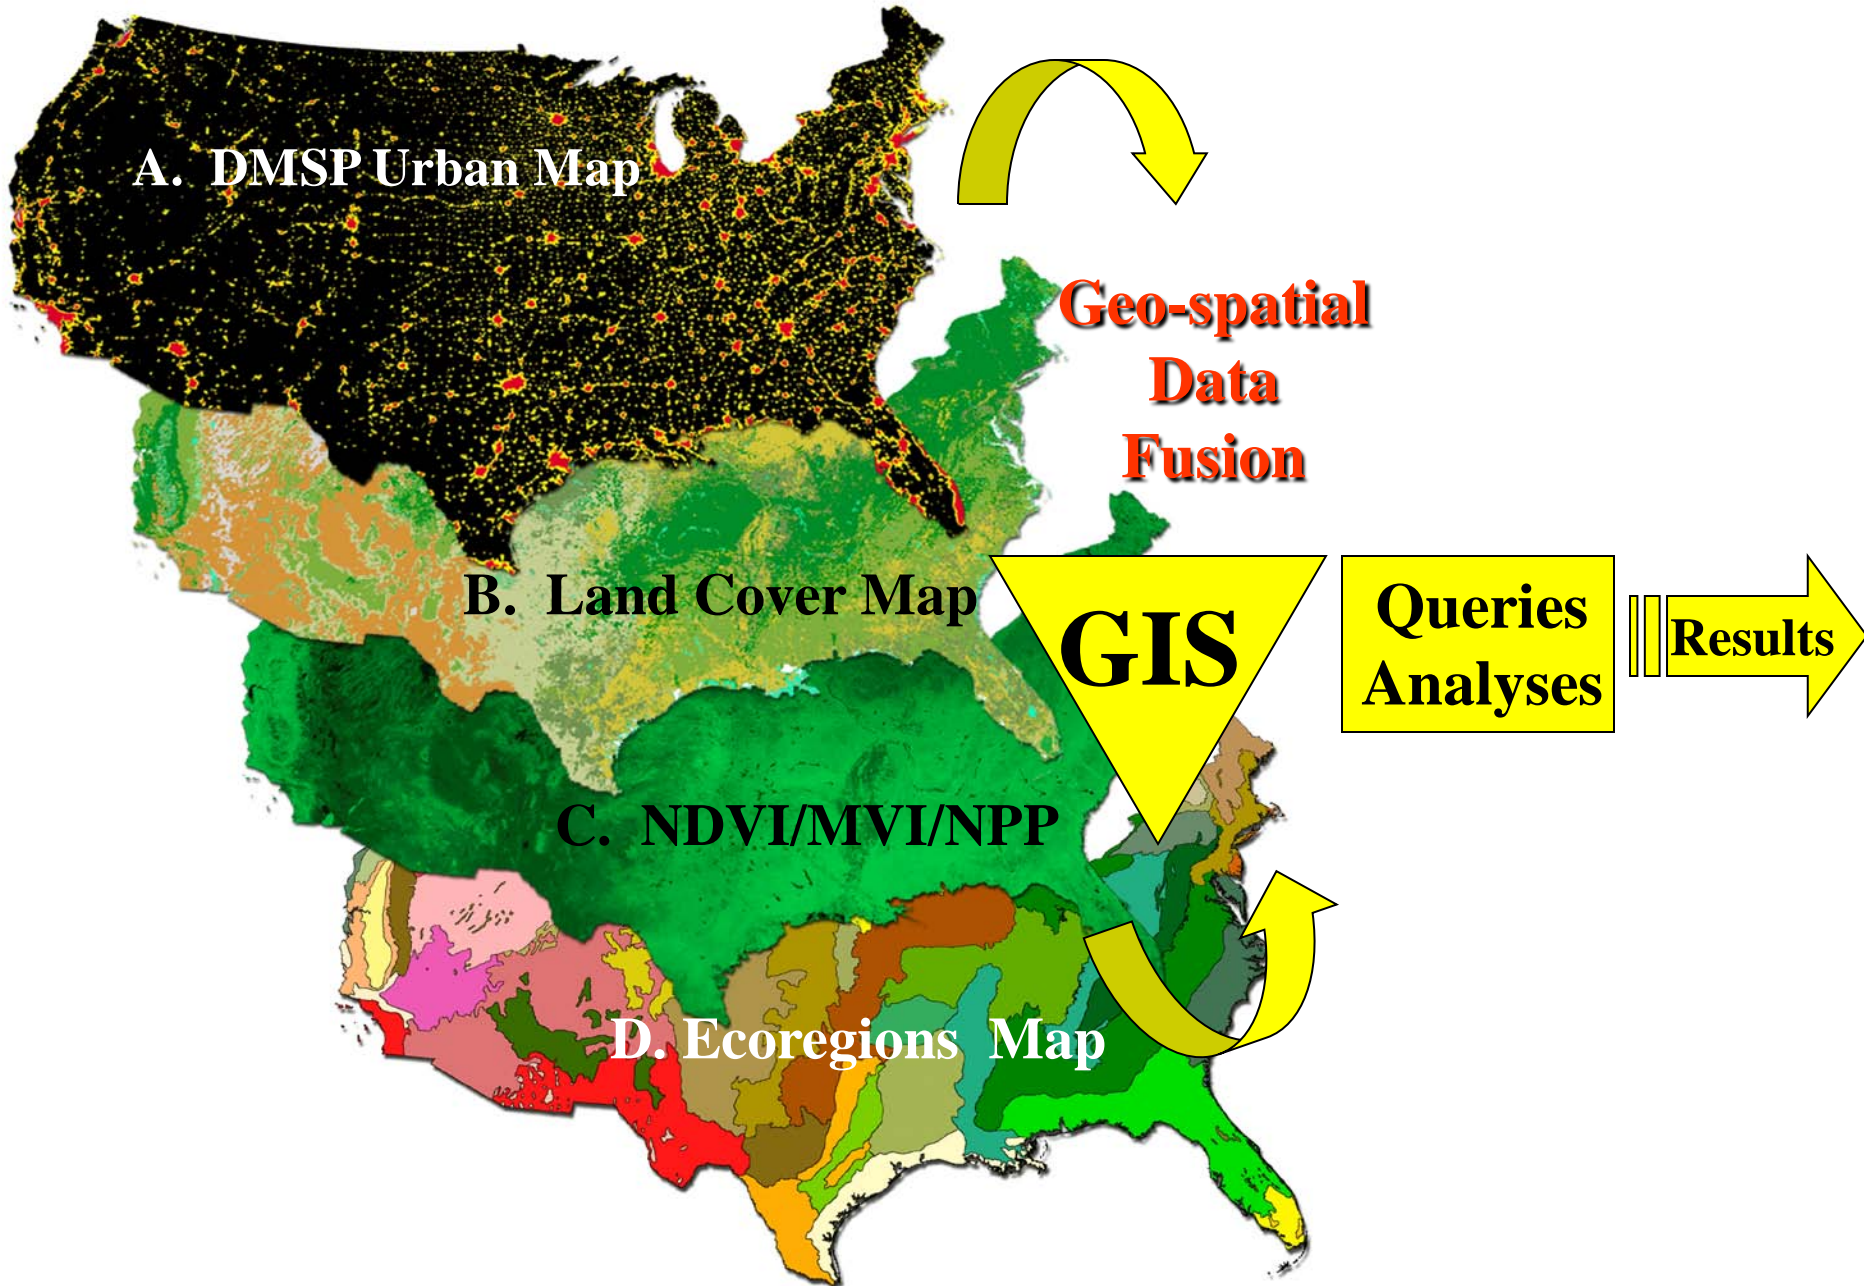 A. DMSP Urban Map
Geo-spatial
Data
Fusion
B. Land Cover Map
GIS
Queries
Analyses
Results
C. NDVI/MVI/NPP
D. Ecoregions Map